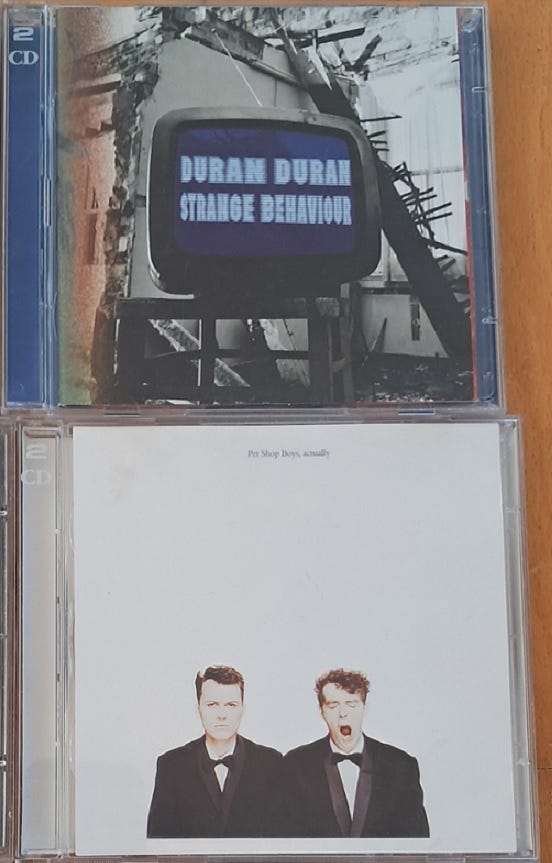 2
CD
DURAN DURAN
STRANGE BEHAVIOUR
2
CD
Pet Shop Boys, actually